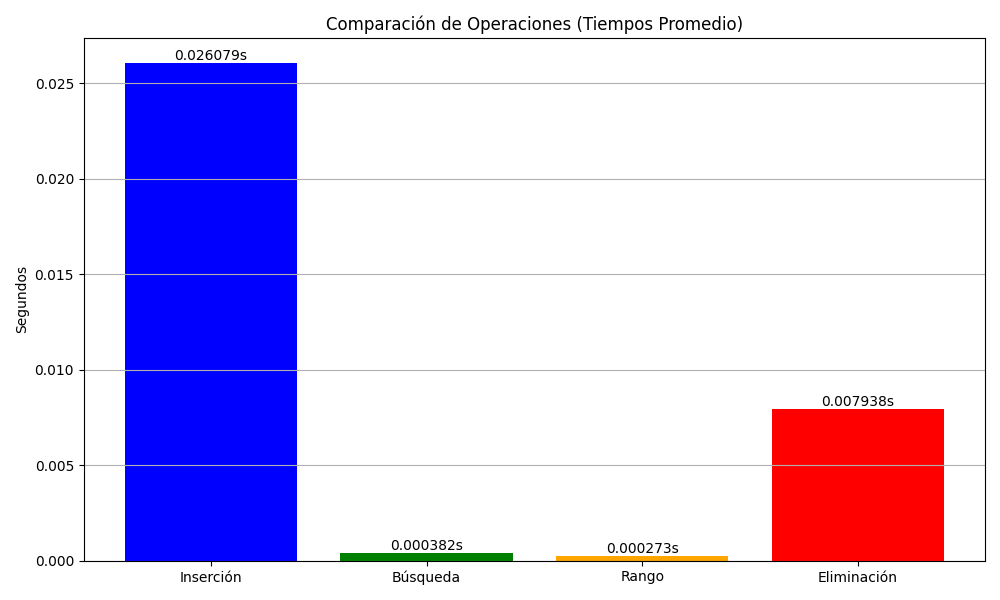 Comparación de Operaciones (Tiempos Promedio)
Segundos
0.025
0.020
0.015
0.010
0.005
0.000
0.026079s
0.000382s
0.000273s
0.007938s
Inserción
Búsqueda
Rango
Eliminación